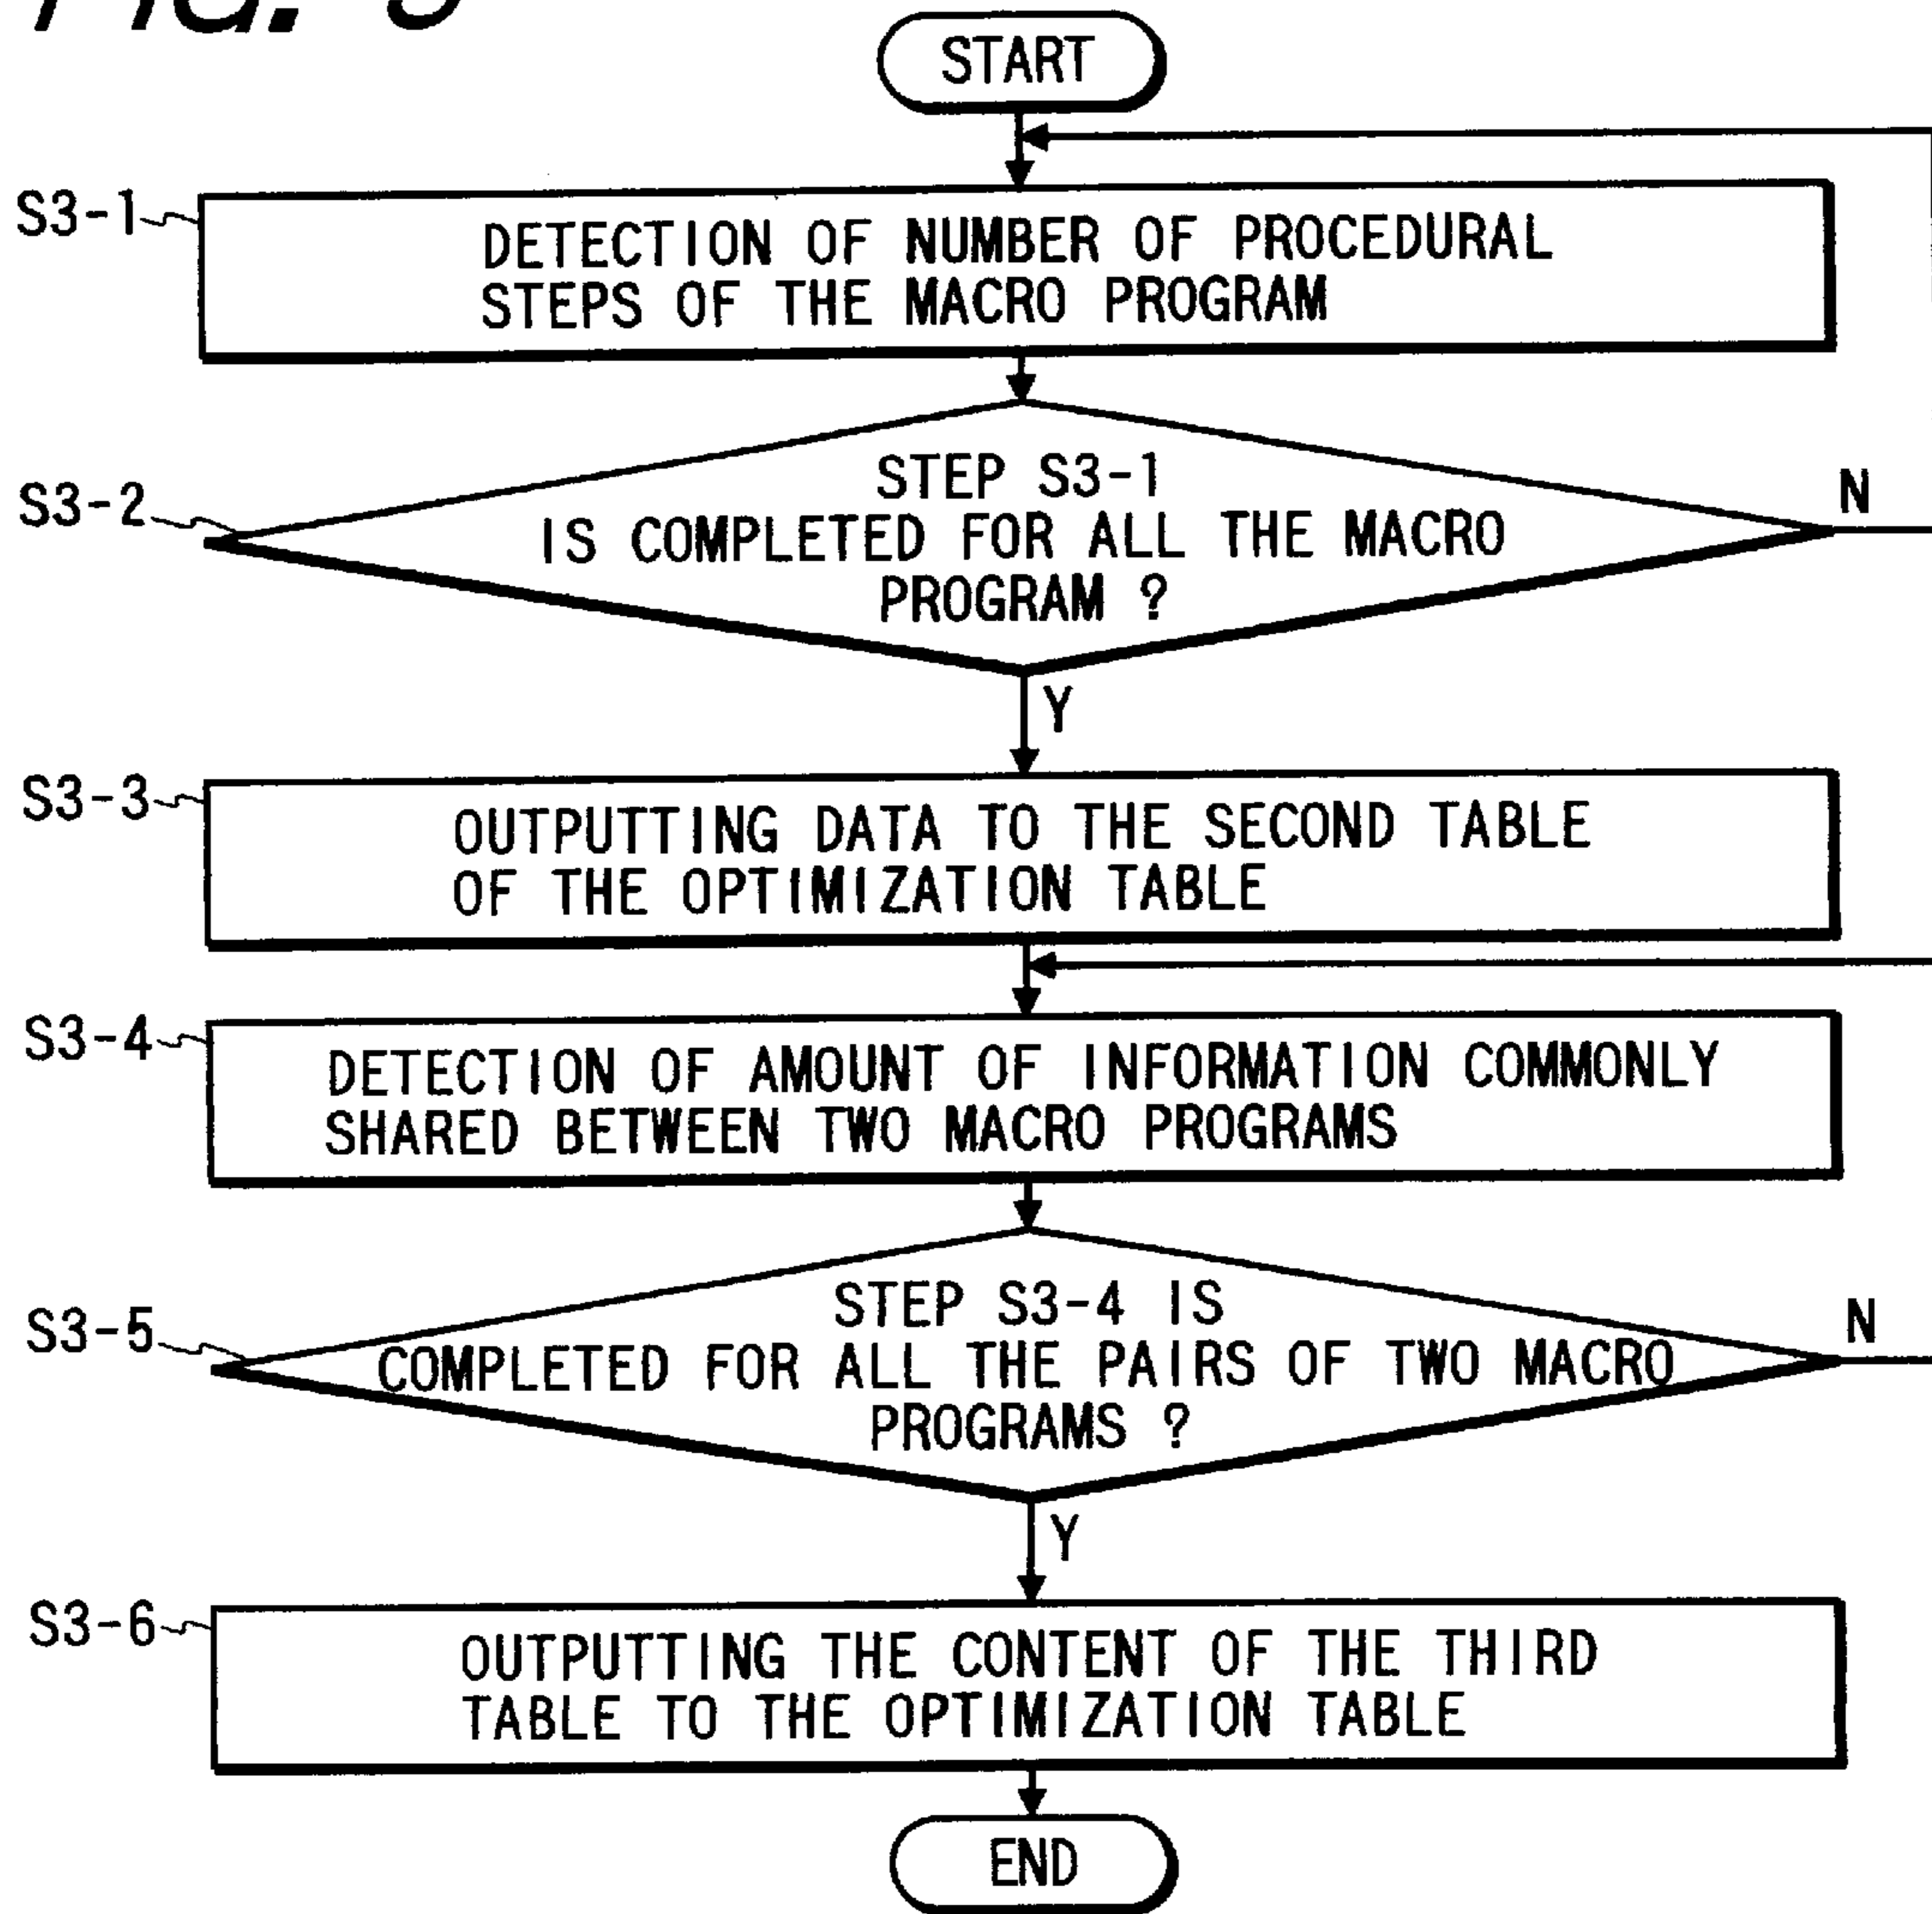 FIG.
START
S3-1
DETECTION OF NUMBER OF PROCEDURAL
STEPS OF THE MACRO PROGRAM
S3-2
STEP S3-1
IS COMPLETED FOR ALL THE MACRO
PROGRAM ?
N
Y
S3-3
OUTPUTTING DATA TO THE SECOND TABLE
OF THE OPTIMIZATION TABLE
S3-4
DETECTION OF AMOUNT OF INFORMATION COMMONLY
SHARED BETWEEN TWO MACRO PROGRAMS
S3-5
STEP S3-4 IS
COMPLETED FOR ALL THE PAIRS OF TWO MACRO
PROGRAMS ?
N
Y
S3-6
OUTPUTTING THE CONTENT OF THE THIRD
TABLE TO THE OPTIMIZATION TABLE
END